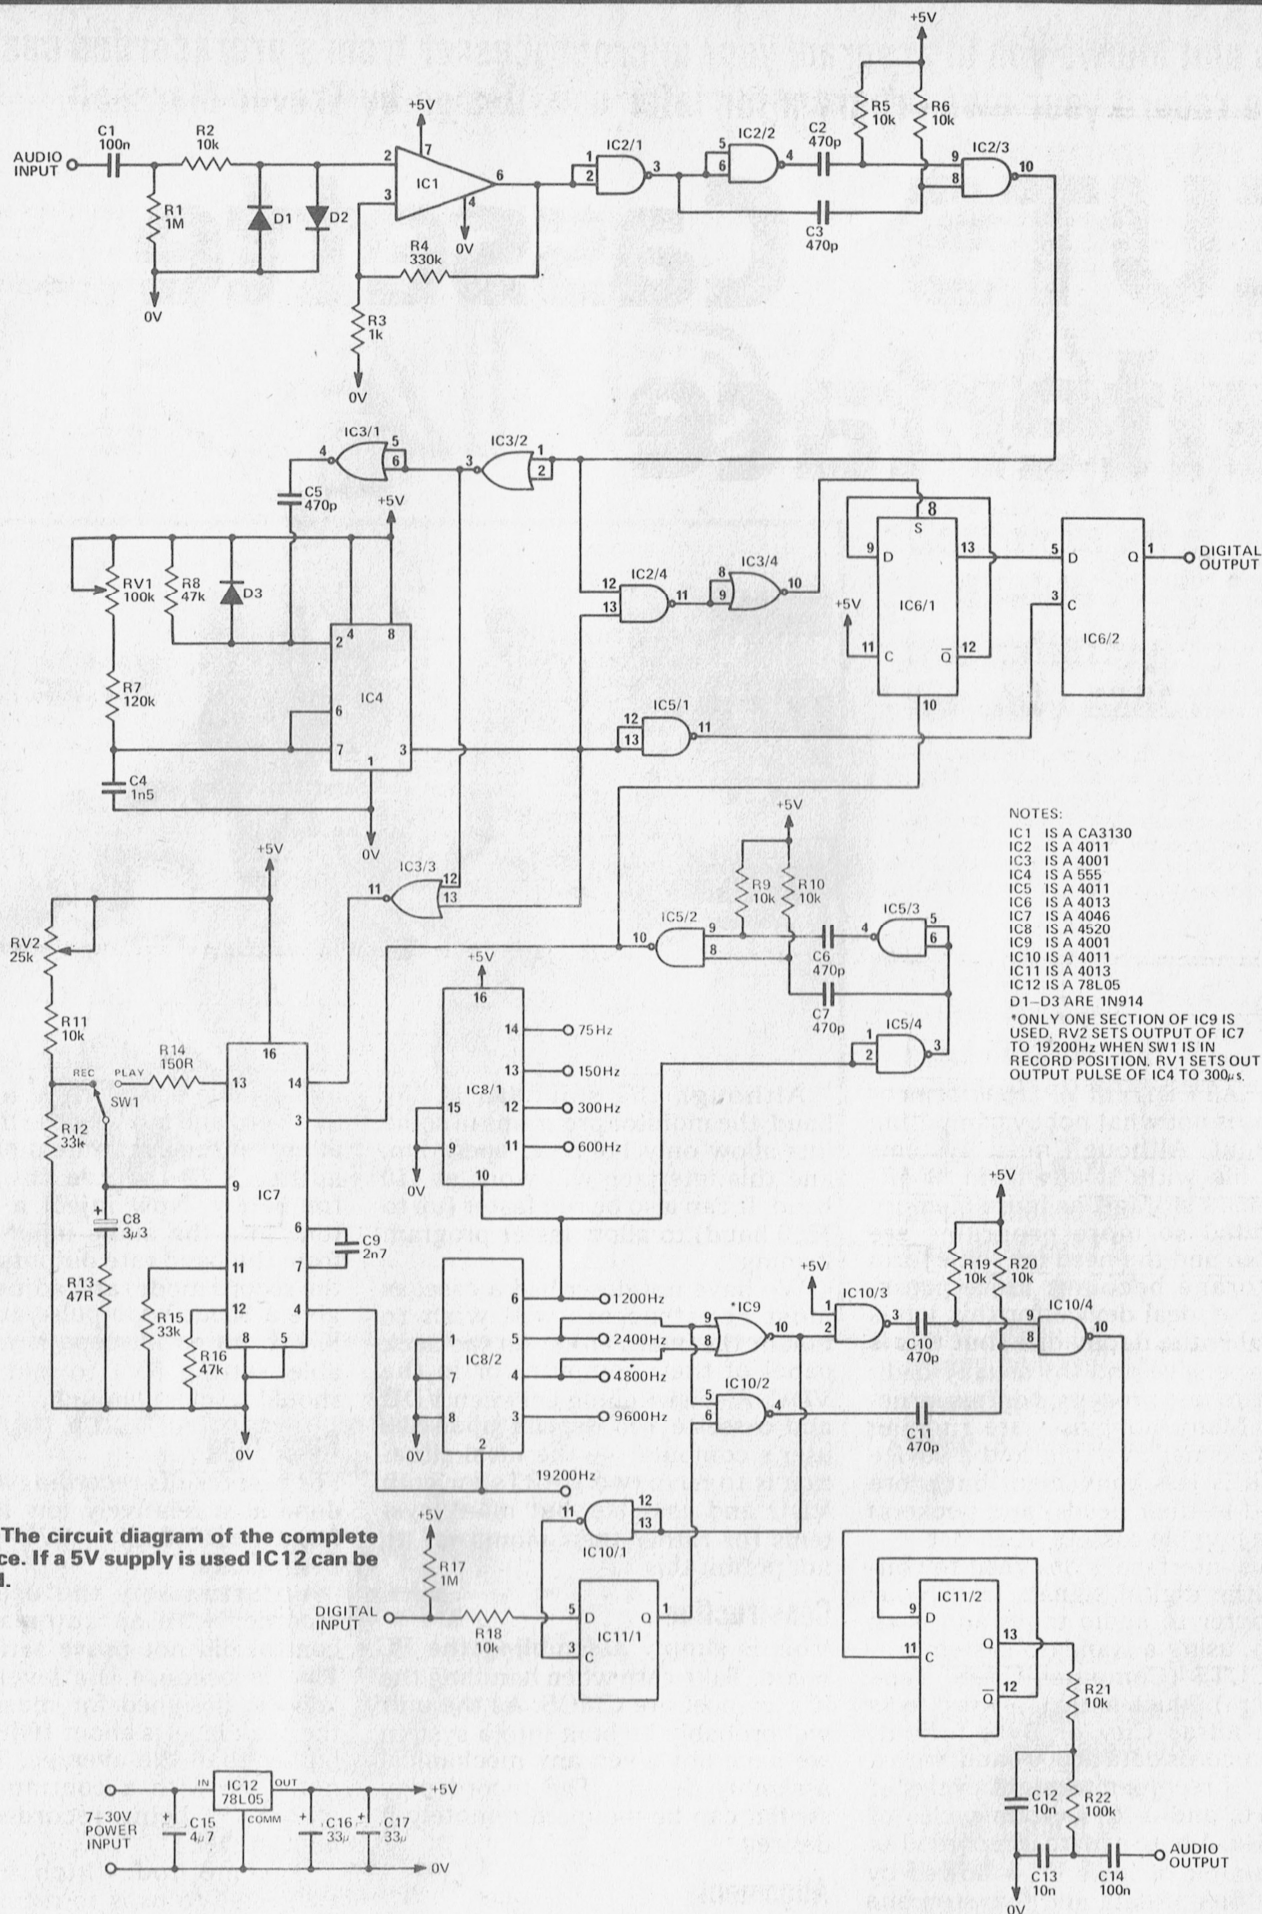 +5V
R5
10k
R6
10k
C1
100n
R2
10k
+5V
IC2/1
IC2/2
C2
470p
IC2/3
AUDIO
INPUT
2
7
IC1
6
3
4
1
2
3
5
6
4
9
8
10
R1
1M
D1
D2
0V
C3
470p
R4
330k
0V
R3
1k
0V
IC3/1
4
5
6
IC3/2
3
1
2
C5
470p
+5V
8
S
RV1
100k
R8
47k
D3
IC3/4
8
9
10
9
D
13
5
D
Q
1
DIGITAL
OUTPUT
IC2/4
12
13
11
+5V
IC6/1
3
C
4
8
2
11
C
Q
12
IC6/2
R7
120k
IC4
6
IC5/1
12
13
11
10
7
3
1
C4
1n5
0V
+5V
NOTES:
IC1 IS A CA3130
IC2 IS A 4011
IC3 IS A 4001
IC4 IS A 555
IC5 IS A 4011
IC6 IS A 4013
IC7 IS A 4046
IC8 IS A 4520
IC9 IS A 4001
IC10 IS A 4011
IC11 IS A 4013
IC12 IS A 78L05
D1–D3 ARE 1N914
*ONLY ONE SECTION OF IC9 IS
USED. RV2 SETS OUTPUT OF IC7
TO 19200Hz WHEN SW1 IS IN
RECORD POSITION. RV1 SETS OUT
OUTPUT PULSE OF IC4 TO 300µs.
+5V
IC3/3
11
12
13
R9
10k
R10
10k
IC5/2
10
9
8
IC5/3
4
5
6
C6
470p
RV2
25k
+5V
16
C7
470p
14
75Hz
IC5/4
1
2
3
R11
10k
R14
150R
16
13
150Hz
REC
PLAY
13
14
IC8/1
SW1
15
12
300Hz
R12
33k
3
9
11
600Hz
10
0V
IC7
9
+5V
C8
3µ3
6
C9
2n7
R19
10k
R20
10k
7
11
R13
47R
6
1200Hz
+5V
IC10/3
1
2
3
IC10/4
9
8
10
12
4
*IC9
9
8
10
R15
33k
1
5
2400Hz
C10
470p
8
5
IC8/2
R16
47k
7
4
4800Hz
IC10/2
5
6
4
8
3
9600Hz
C11
470p
0V
0V
2
19200Hz
The circuit diagram of the complete
ce. If a 5V supply is used IC12 can be
d.
+5V
11
12
13
IC10/1
R17
1M
IC11/2
DIGITAL
INPUT
9
D
5
D
Q
1
Q
13
R18
10k
IC11/1
11
C
3
C
Q
12
R21
10k
IN
IC12
78L05
OUT
+5V
C12
10n
R22
100k
7–30V
POWER
INPUT
C15
4µ7
COMM
C16
33µ
C17
33µ
AUDIO
OUTPUT
0V
C13
10n
C14
100n
0V